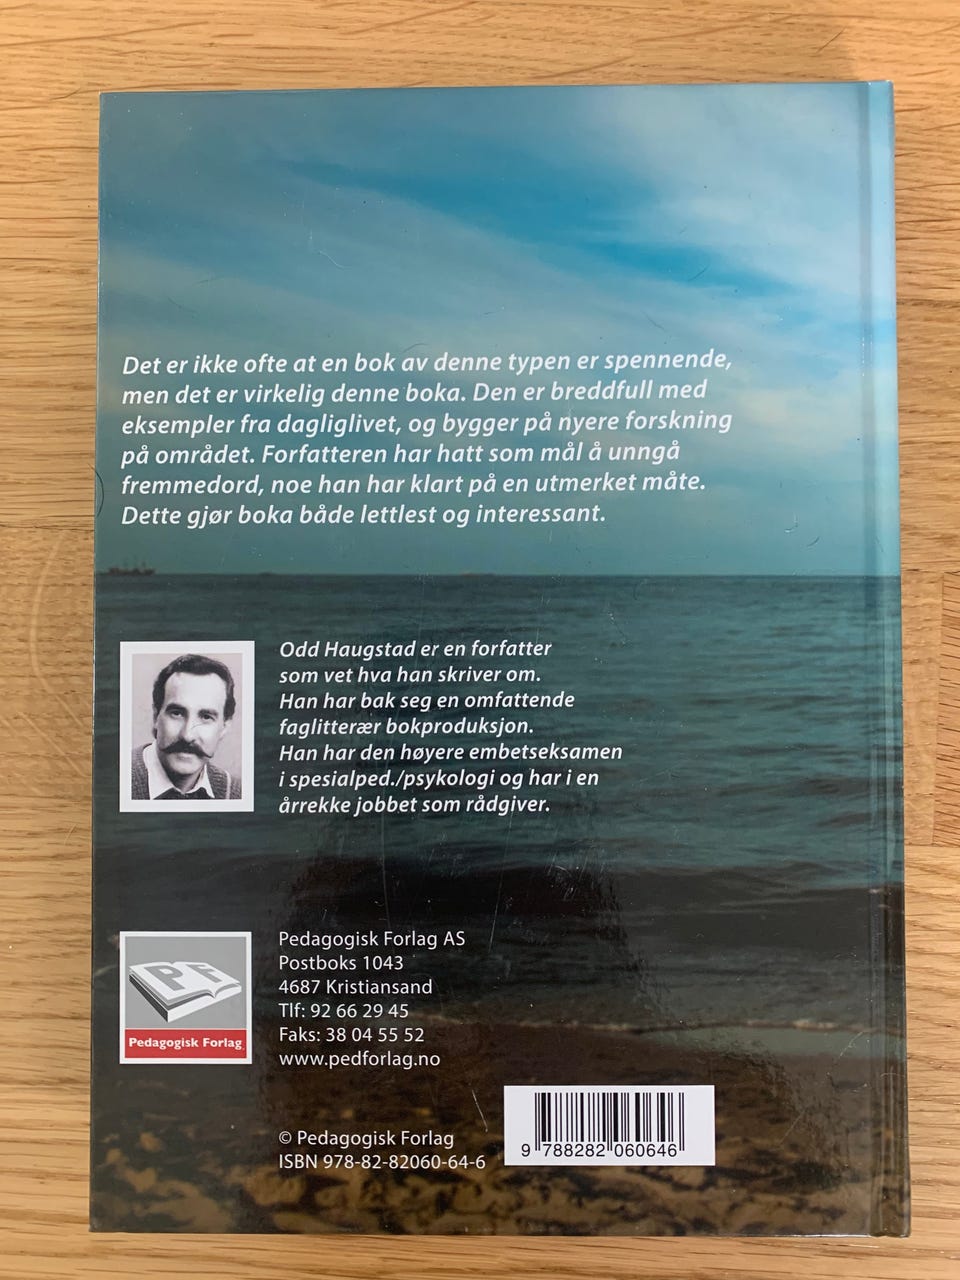 Det er ikke ofte at en bok av denne typen er spennende,
men det er virkelig denne boka. Den er breddfull med
eksempler fra dagliglivet, og bygger på nyere forskning
på området. Forfatteren har hatt som mål å unngå
fremmedord, noe han har klart på en utmerket måte.
Dette gjør boka både lettlest og interessant.
Odd Haugstad er en forfatter
som vet hva han skriver om.
Han har bak seg en omfattende
faglitterær bokproduksjon.
Han har den høyere embetseksamen
i spesialped./psykologi og har i en
årrekke jobbet som rådgiver.
PF
Pedagogisk Forlag
Pedagogisk Forlag AS
Postboks 1043
4687 Kristiansand
Tlf: 92 66 29 45
Faks: 38 04 55 52
www.pedforlag.no
© Pedagogisk Forlag
ISBN 978-82-82060-64-6
9 788282 060646